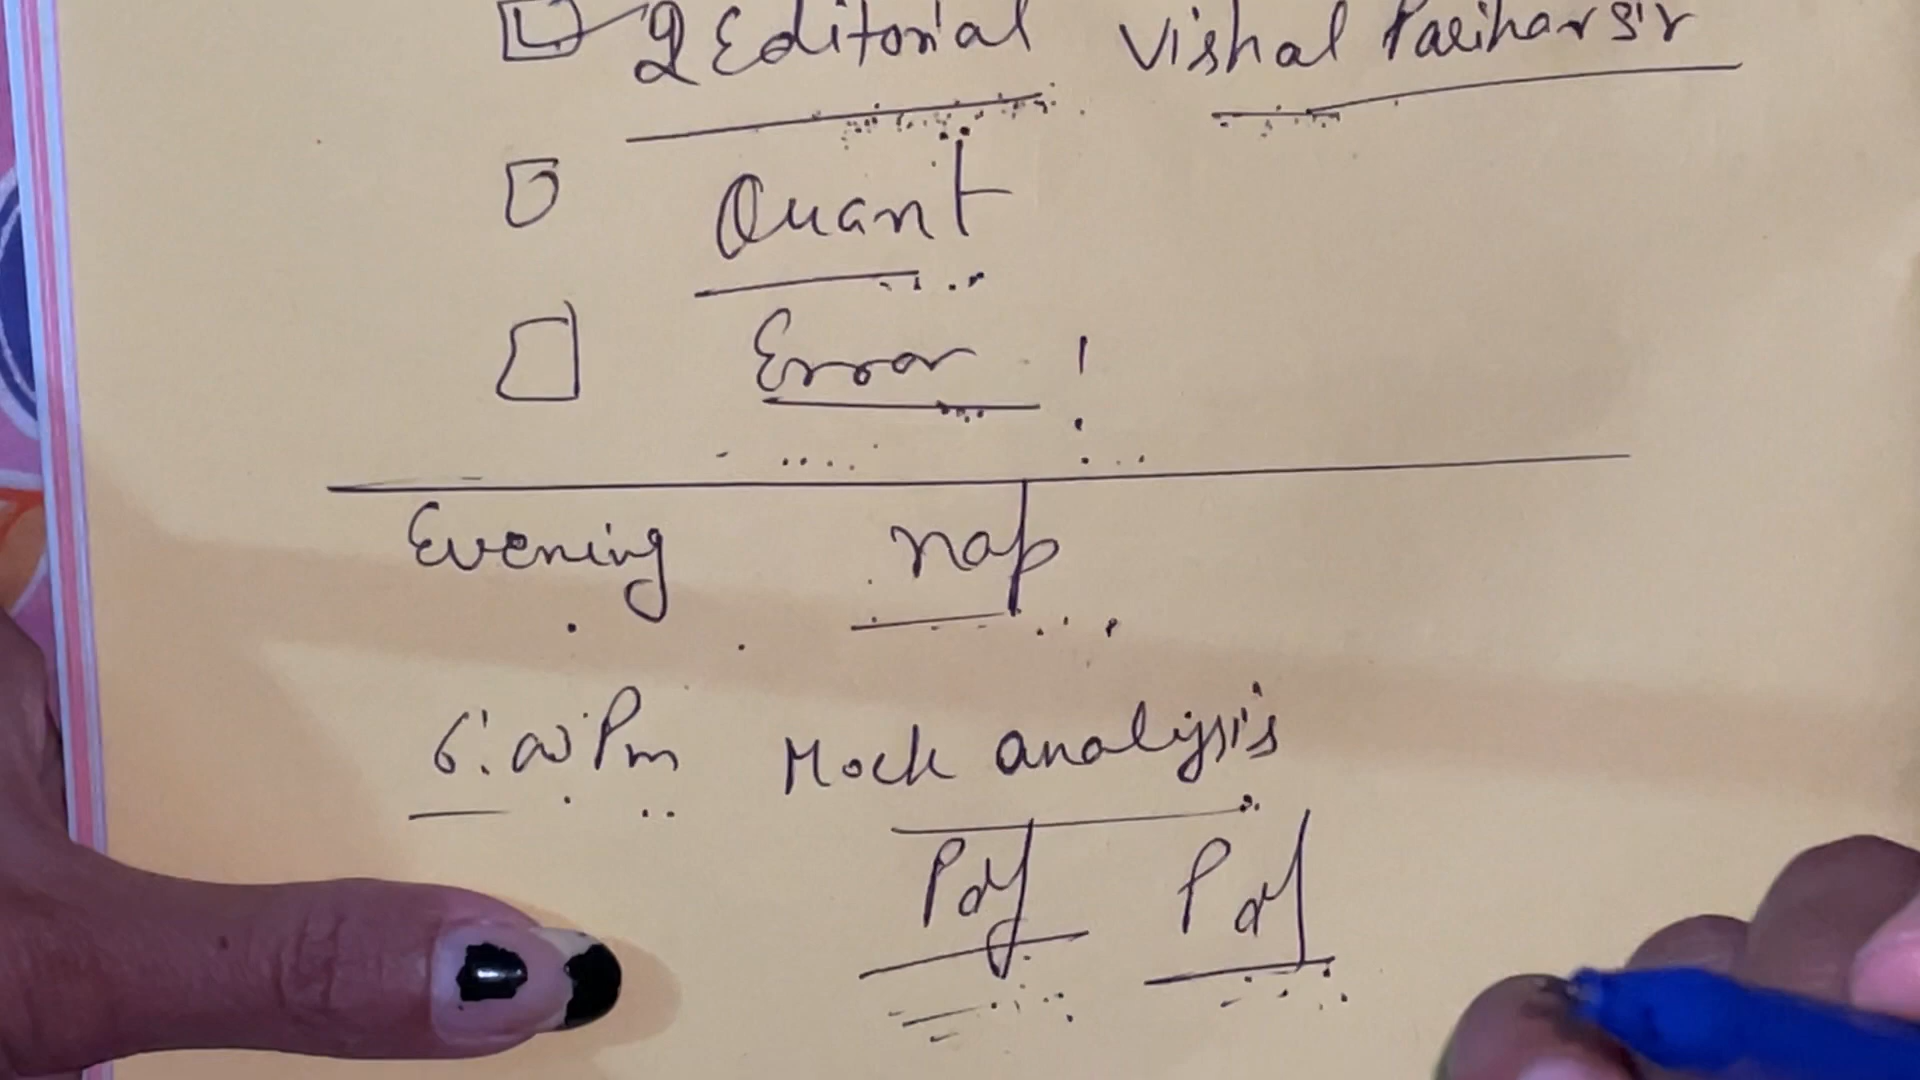 2 Editorial Vishal Parihar sir
Quant
Error !
Evening nap
6:00 Pm Mock analysis
Pdf Pdf